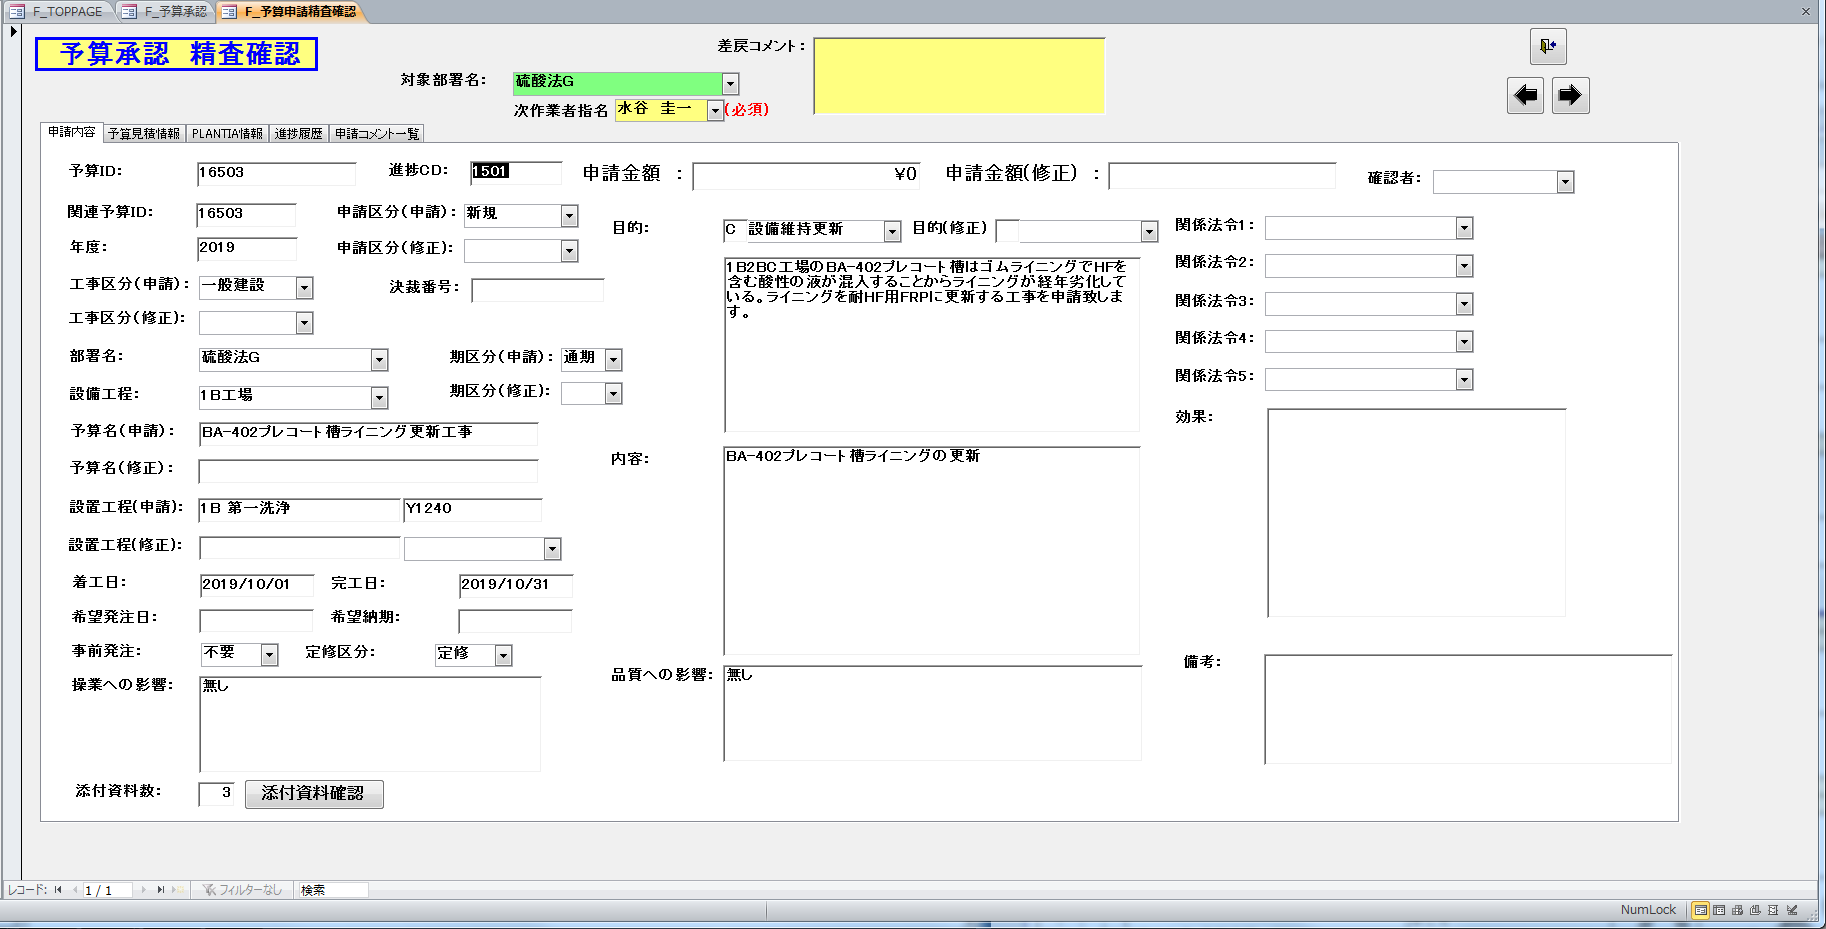 F_TOPPAGE F_予算承認 F_予算申請精査確認
予算承認 精査確認
差戻コメント：
対象部署名： 硫酸法G
次作業者指名 水谷 圭一 (必須)
申請内容 予算見積情報 PLANTIA情報 進捗履歴 申請コメント一覧
予算ID： 16503 進捗CD： 1501 申請金額 ： ¥0 申請金額(修正) ： 確認者：
関連予算ID： 16503 申請区分(申請)： 新規
目的： C 設備維持更新 目的(修正) 関係法令1：
年度： 2019 申請区分(修正)：
関係法令2：
1B2BC工場のBA-402プレコート槽はゴムライニングでHFを
含む酸性の液が混入することからライニングが経年劣化して
いる。ライニングを耐HF用FRPに更新する工事を申請致しま
す。
工事区分(申請)： 一般建設 決裁番号：
関係法令3：
工事区分(修正)：
関係法令4：
部署名： 硫酸法G 期区分(申請)： 通期
関係法令5：
設備工程： 1B工場 期区分(修正)：
効果：
予算名(申請)： BA-402プレコート槽ライニング更新工事
内容： BA-402プレコート槽ライニングの更新
予算名(修正)：
設置工程(申請)： 1B 第一洗浄 Y1240
設置工程(修正)：
着工日： 2019/10/01 完工日： 2019/10/31
希望発注日： 希望納期：
事前発注： 不要 定修区分： 定修
備考：
操業への影響： 無し 品質への影響： 無し
添付資料数： 3 添付資料確認
レコード： 1 / 1 フィルターなし 検索
NumLock